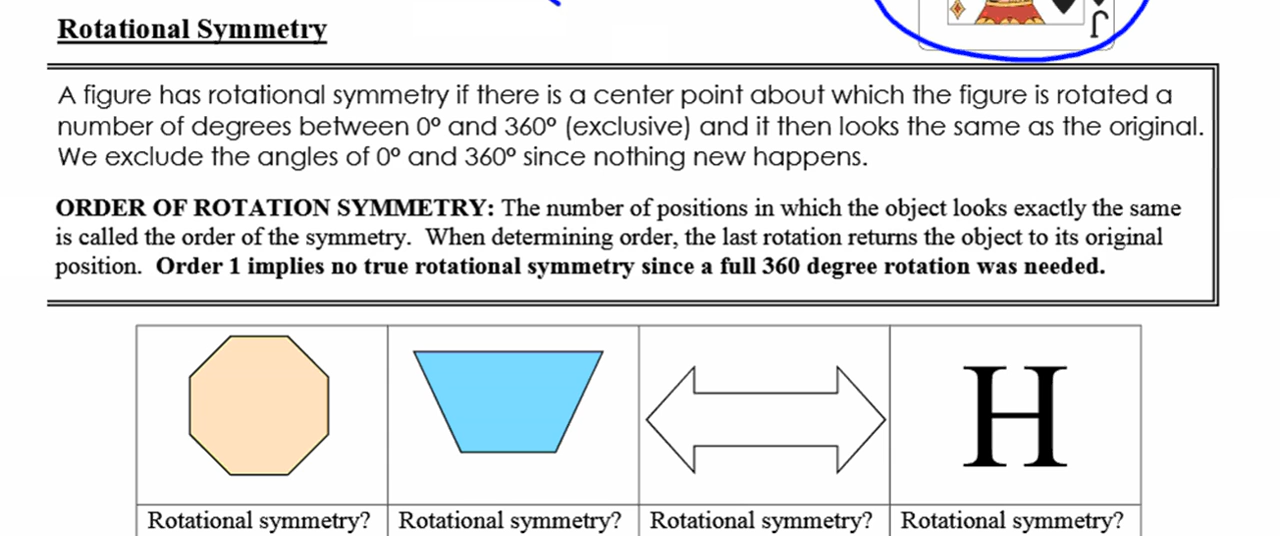 Rotational Symmetry
A figure has rotational symmetry if there is a center point about which the figure is rotated a
number of degrees between 0º and 360º (exclusive) and it then looks the same as the original.
We exclude the angles of 0º and 360º since nothing new happens.
ORDER OF ROTATION SYMMETRY: The number of positions in which the object looks exactly the same
is called the order of the symmetry. When determining order, the last rotation returns the object to its original
position. Order 1 implies no true rotational symmetry since a full 360 degree rotation was needed.
H
Rotational symmetry? Rotational symmetry? Rotational symmetry? Rotational symmetry?